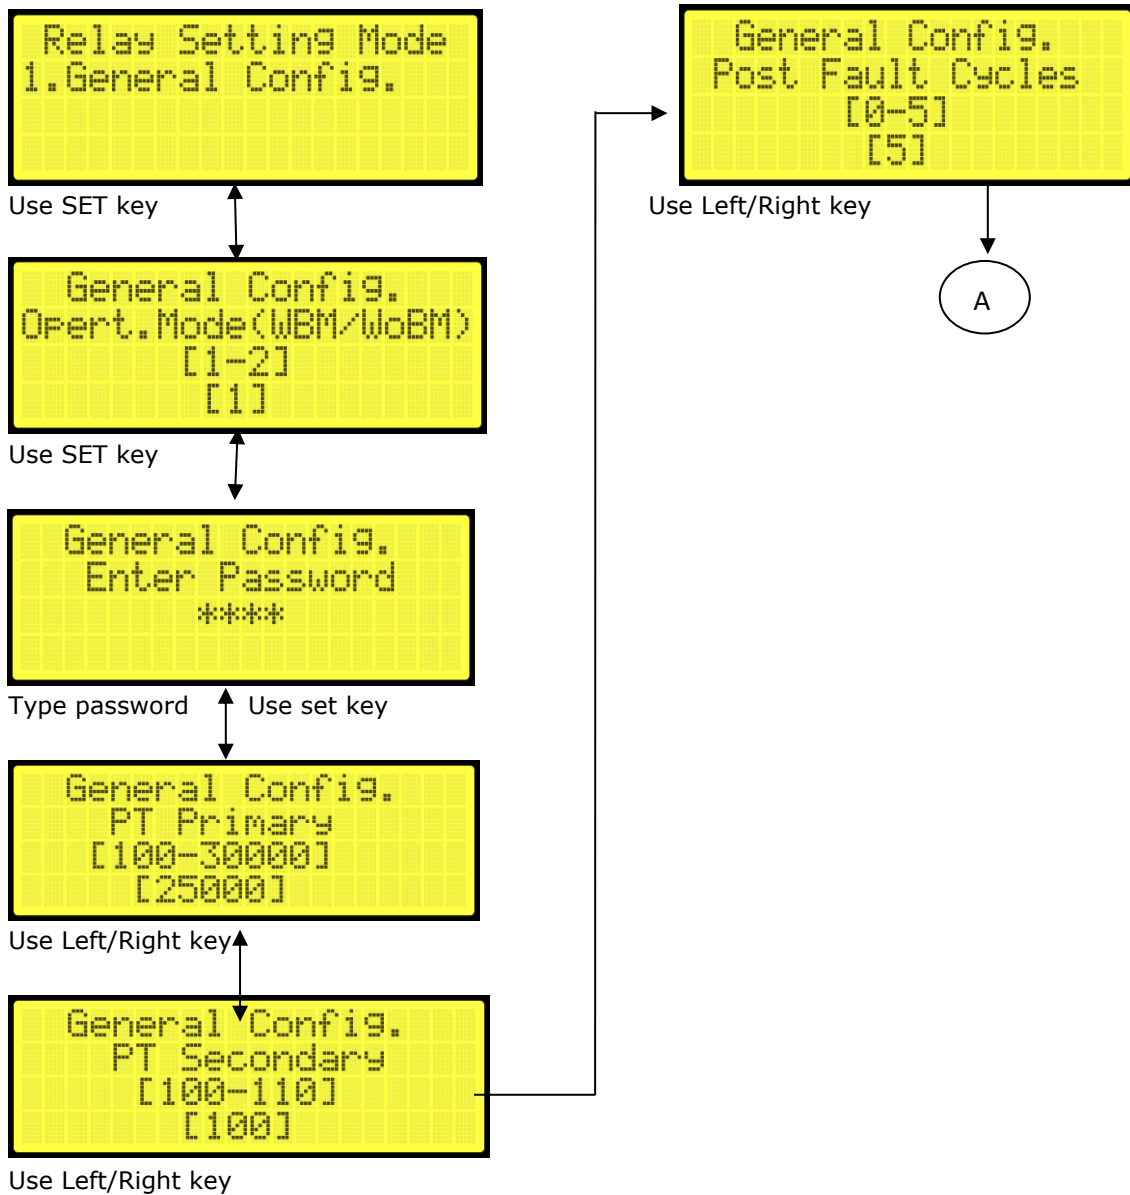 Relay Setting Mode
1.General Config.
Use SET key
General Config.
Opert.Mode(WBM/WoBM)
[1-2]
[1]
Use SET key
General Config.
Enter Password
****
Type password Use set key
General Config.
PT Primary
[100-30000]
[25000]
Use Left/Right key
General Config.
PT Secondary
[100-110]
[100]
Use Left/Right key
General Config.
Post Fault Cycles
[0-5]
[5]
Use Left/Right key
A